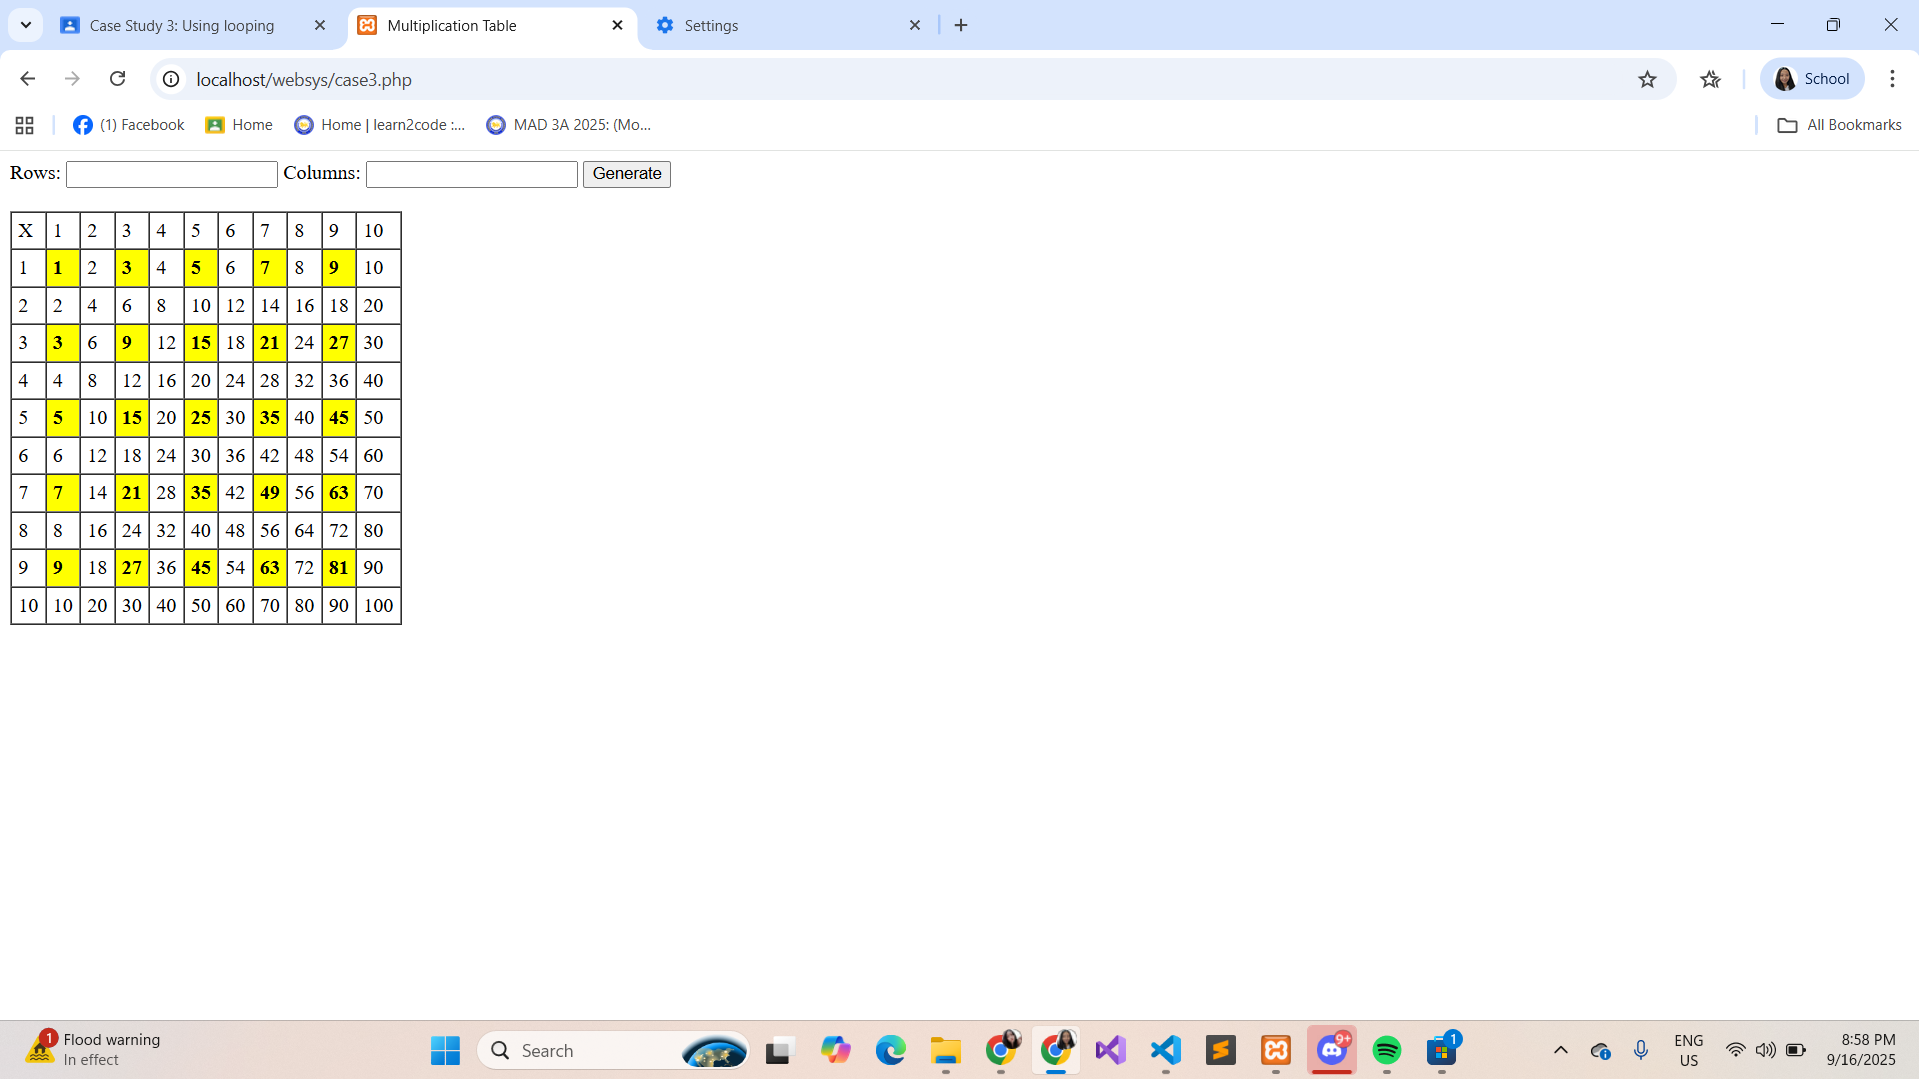 Case Study 3: Using looping
Multiplication Table
Settings
localhost/websys/case3.php
School
(1) Facebook
Home
Home | learn2code :...
MAD 3A 2025: (Mo...
All Bookmarks
Rows: Columns: Generate
X 1 2 3 4 5 6 7 8 9 10
1 1 2 3 4 5 6 7 8 9 10
2 2 4 6 8 10 12 14 16 18 20
3 3 6 9 12 15 18 21 24 27 30
4 4 8 12 16 20 24 28 32 36 40
5 5 10 15 20 25 30 35 40 45 50
6 6 12 18 24 30 36 42 48 54 60
7 7 14 21 28 35 42 49 56 63 70
8 8 16 24 32 40 48 56 64 72 80
9 9 18 27 36 45 54 63 72 81 90
10 10 20 30 40 50 60 70 80 90 100
1
Flood warning
In effect
Search
9+
1
ENG
US
8:58 PM
9/16/2025